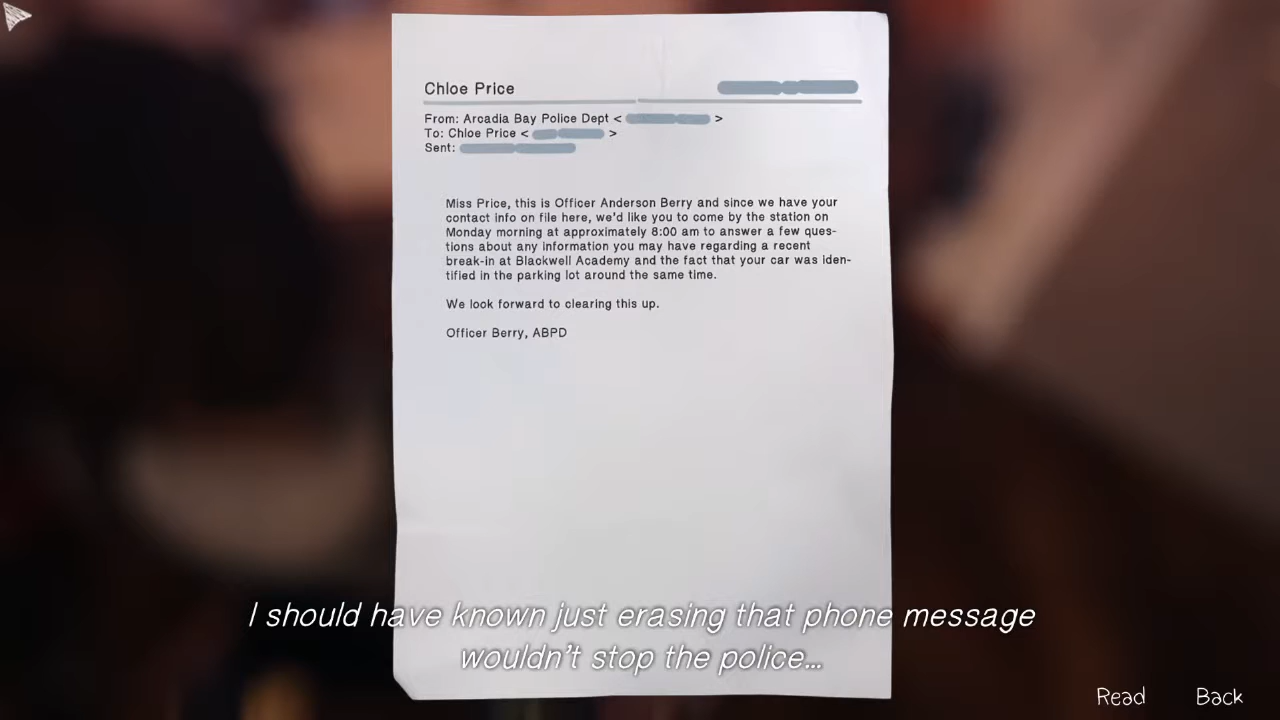 Chloe Price
From: Arcadia Bay Police Dept < >
To: Chloe Price < >
Sent:
Miss Price, this is Officer Anderson Berry and since we have your
contact info on file here, we'd like you to come by the station on
Monday morning at approximately 8:00 am to answer a few ques-
tions about any information you may have regarding a recent
break-in at Blackwell Academy and the fact that your car was iden-
tified in the parking lot around the same time.
We look forward to clearing this up.
Officer Berry, ABPD
I should have known just erasing that phone message
wouldn't stop the police...
Read Back